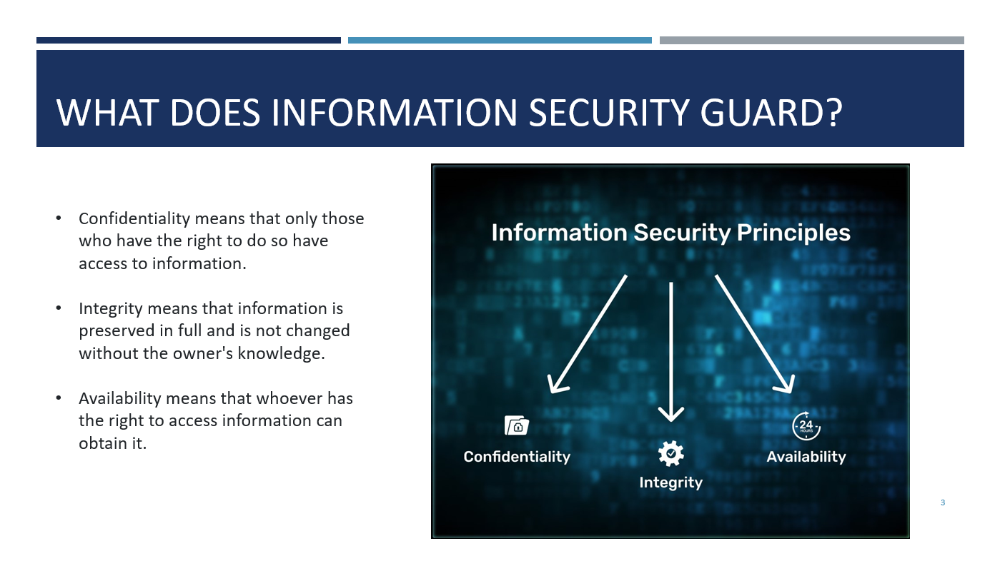 WHAT DOES INFORMATION SECURITY GUARD?
• Confidentiality means that only those
who have the right to do so have
access to information.
• Integrity means that information is
preserved in full and is not changed
without the owner's knowledge.
• Availability means that whoever has
the right to access information can
obtain it.
Information Security Principles
Confidentiality
Integrity
24
HOURS
Availability
3